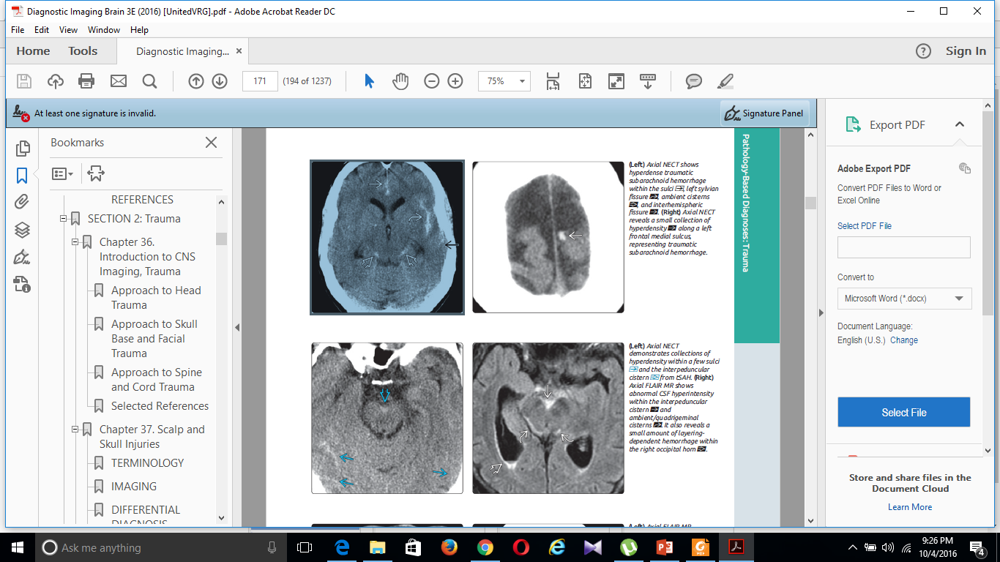 Diagnostic Imaging Brain 3E (2016) [UnitedVRG].pdf - Adobe Acrobat Reader DC
File Edit View Window Help
Home Tools Diagnostic Imaging... × Sign In
171 (194 of 1237) 75%
At least one signature is invalid.
Signature Panel
Bookmarks
REFERENCES
SECTION 2: Trauma
Chapter 36.
Introduction to CNS
Imaging, Trauma
Approach to Head
Trauma
Approach to Skull
Base and Facial
Trauma
Approach to Spine
and Cord Trauma
Selected References
Chapter 37. Scalp and
Skull Injuries
TERMINOLOGY
IMAGING
DIFFERENTIAL
DIAGNOSIS
(Left) Axial NECT shows
hyperdense traumatic
subarachnoid hemorrhage
within the sulci, left sylvian
fissure, ambient cisterns
, and interhemispheric
fissure. (Right) Axial NECT
reveals a small collection of
hyperdensity along a left
frontal medial sulcus,
representing traumatic
subarachnoid hemorrhage.
(Left) Axial NECT
demonstrates collections of
hyperdensity within a few sulci
and the interpeduncular
cistern from tSAH. (Right)
Axial FLAIR MR shows
abnormal CSF hyperintensity
within the interpeduncular
cistern and
ambient/quadrigeminal
cisterns. It also reveals a
small amount of layering-
dependent hemorrhage within
the right occipital horn.
(Left) Axial FLAIR MR
Pathology-Based Diagnoses: Trauma
Export PDF
Adobe Export PDF
Convert PDF Files to Word or
Excel Online
Select PDF File
Convert to
Microsoft Word (*.docx)
Document Language:
English (U.S.) Change
Select File
Store and share files in the
Document Cloud
Learn More
Ask me anything
9:26 PM
10/4/2016
4